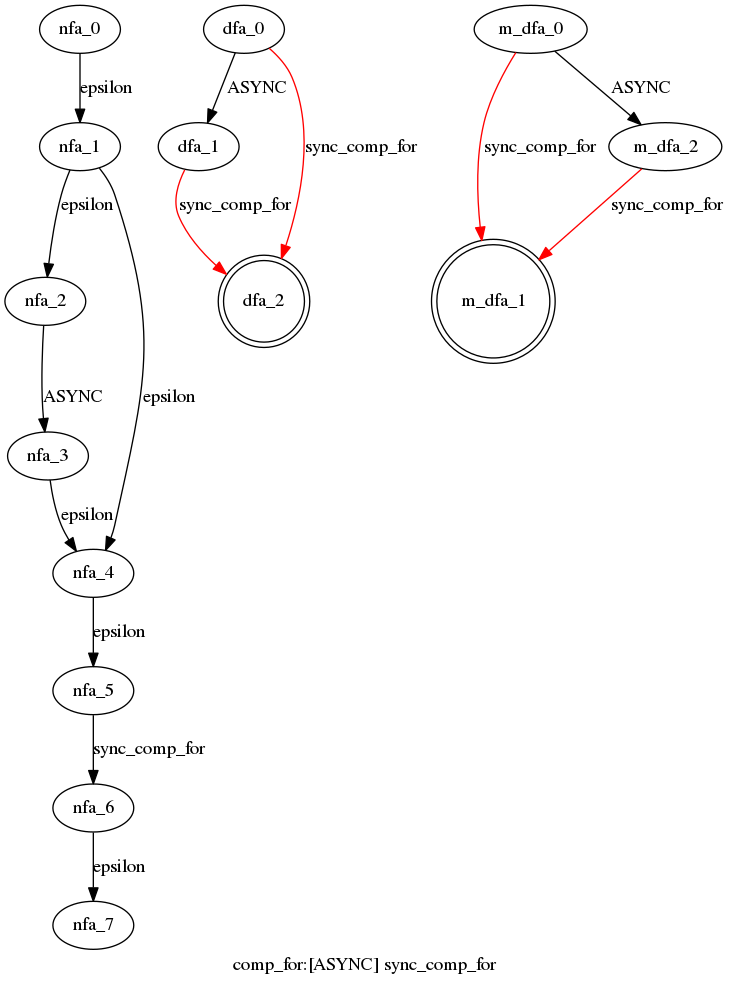 nfa_0
dfa_0
m_dfa_0
epsilon
ASYNC
ASYNC
nfa_1
dfa_1
sync_comp_for
sync_comp_for
m_dfa_2
epsilon
sync_comp_for
sync_comp_for
nfa_2
dfa_2
m_dfa_1
ASYNC
epsilon
nfa_3
epsilon
nfa_4
epsilon
nfa_5
sync_comp_for
nfa_6
epsilon
nfa_7
comp_for:[ASYNC] sync_comp_for